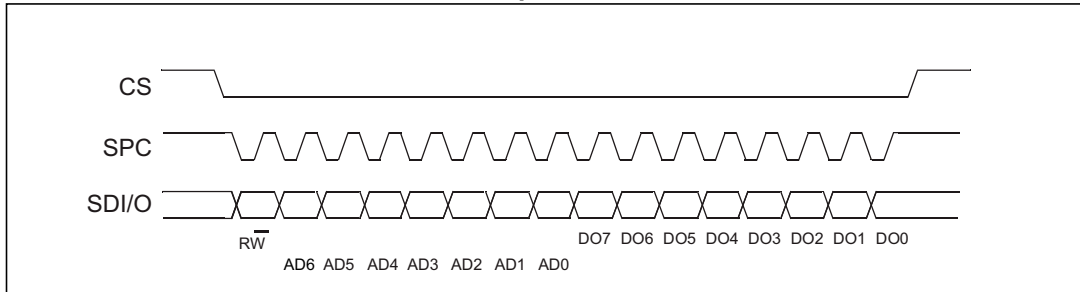 CS
SPC
SDI/O
RW
DO7 DO6 DO5 DO4 DO3 DO2 DO1 DO0
AD6 AD5 AD4 AD3 AD2 AD1 AD0